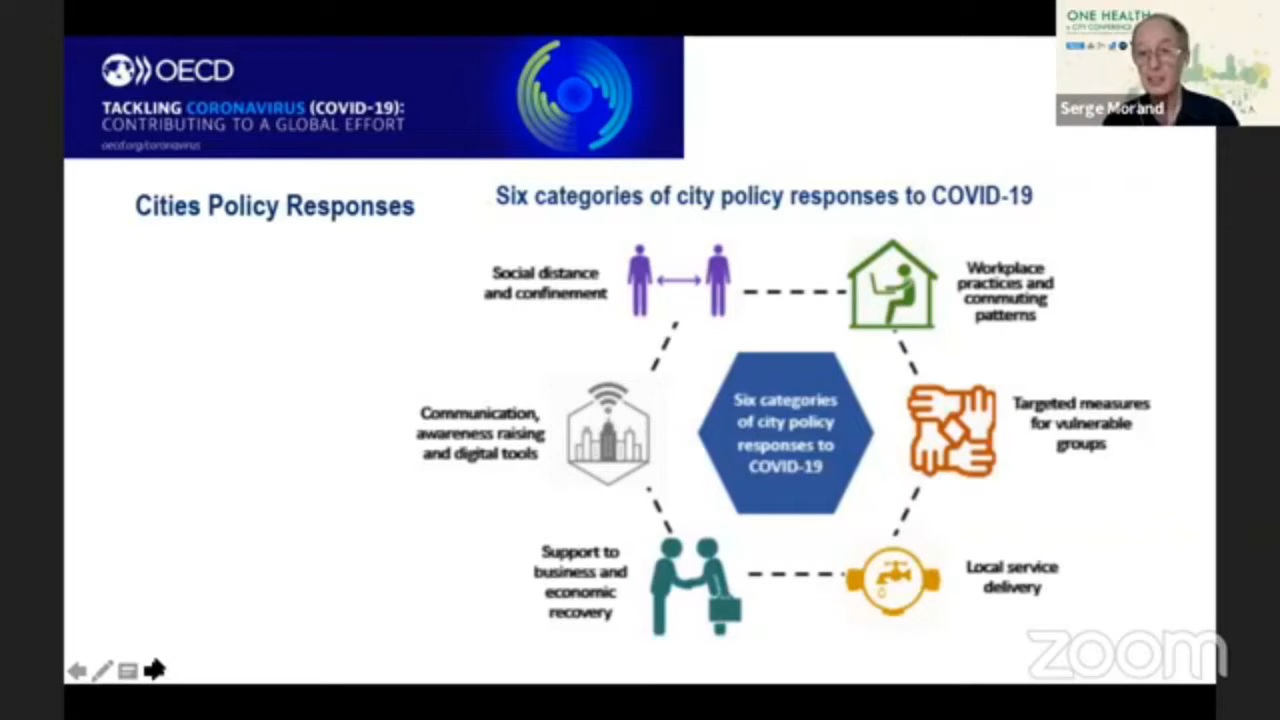 OECD
TACKLING CORONAVIRUS (COVID-19):
CONTRIBUTING TO A GLOBAL EFFORT
oecd.org/coronavirus
ONE HEALTH
CITY CONFERENCE
Serge Morand
Cities Policy Responses
Six categories of city policy responses to COVID-19
Social distance
and confinement
Workplace
practices and
commuting
patterns
Communication,
awareness raising
and digital tools
Six categories
of city policy
responses to
COVID-19
Targeted measures
for vulnerable
groups
Support to
business and
economic
recovery
Local service
delivery
zoom